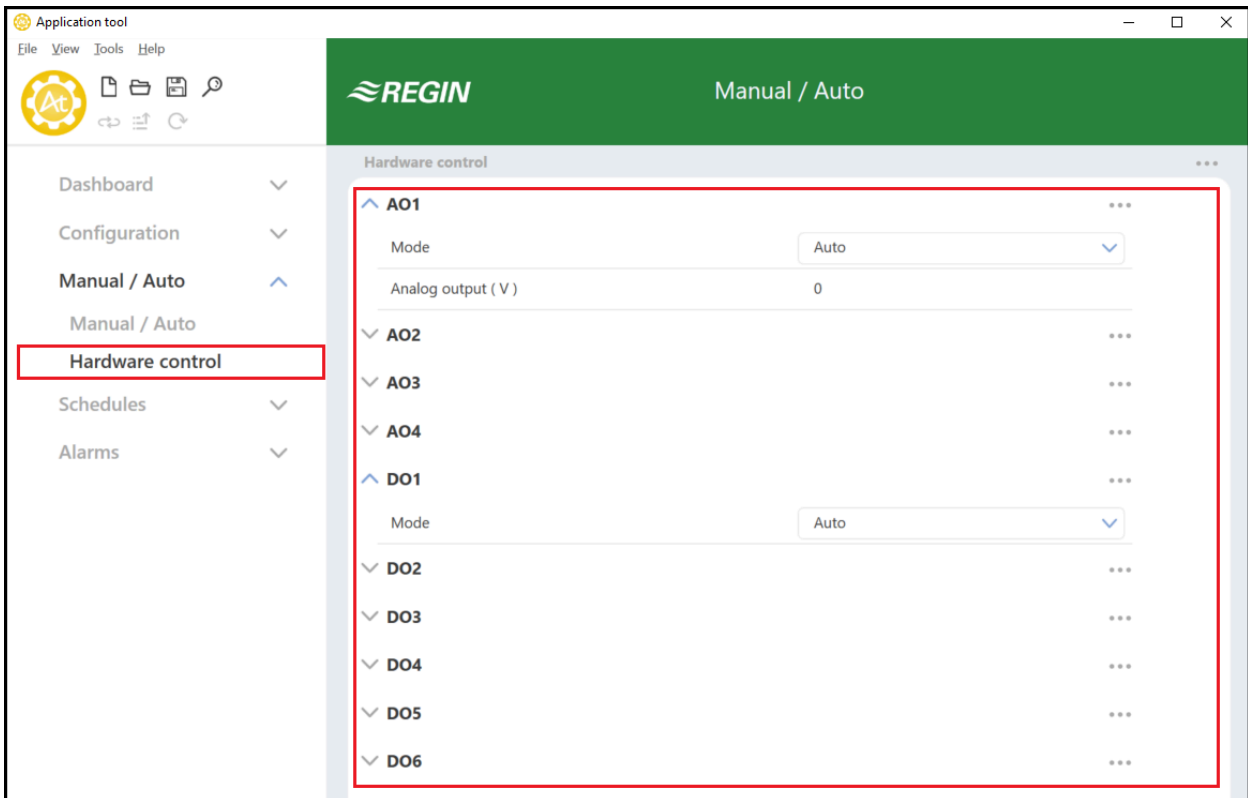 Application tool
File View Tools Help
At
REGIN
Manual / Auto
Dashboard
Configuration
Manual / Auto
Manual / Auto
Hardware control
Schedules
Alarms
Hardware control
AO1
Mode Auto
Analog output ( V ) 0
AO2
AO3
AO4
DO1
Mode Auto
DO2
DO3
DO4
DO5
DO6